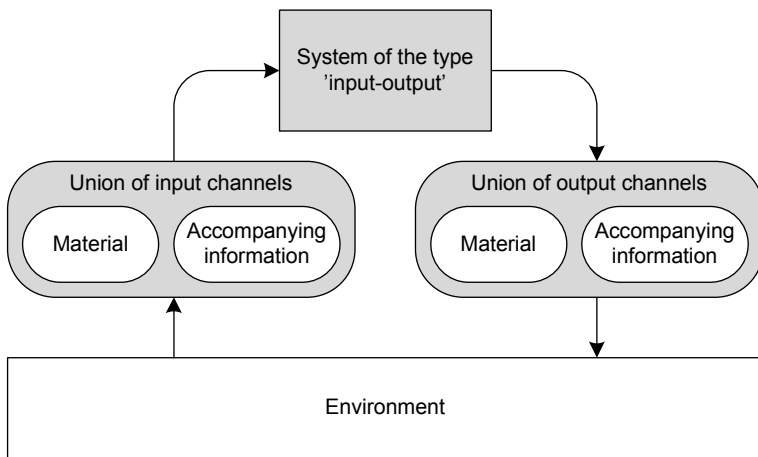 System of the type
’input-output’
Union of input channels
Material
Accompanying
information
Union of output channels
Material
Accompanying
information
Environment